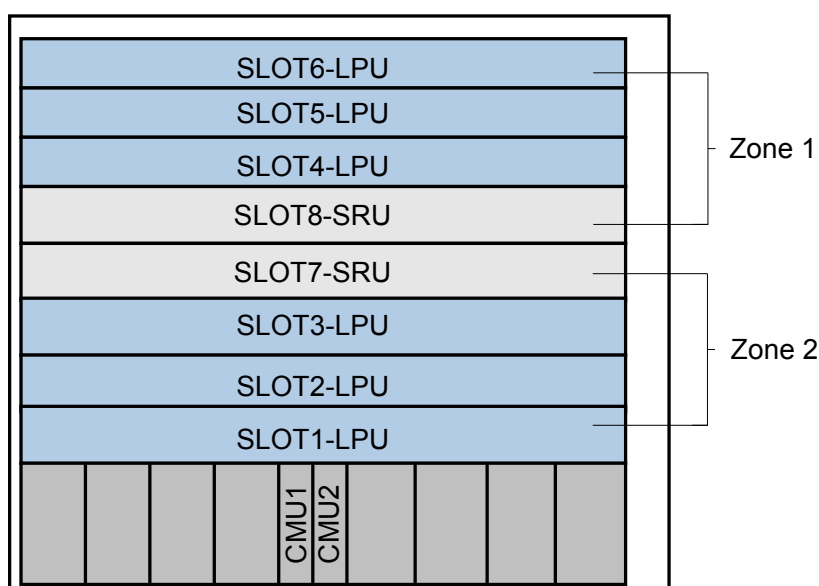 SLOT6-LPU
SLOT5-LPU
SLOT4-LPU
Zone 1
SLOT8-SRU
SLOT7-SRU
SLOT3-LPU
Zone 2
SLOT2-LPU
SLOT1-LPU
CMU1
CMU2